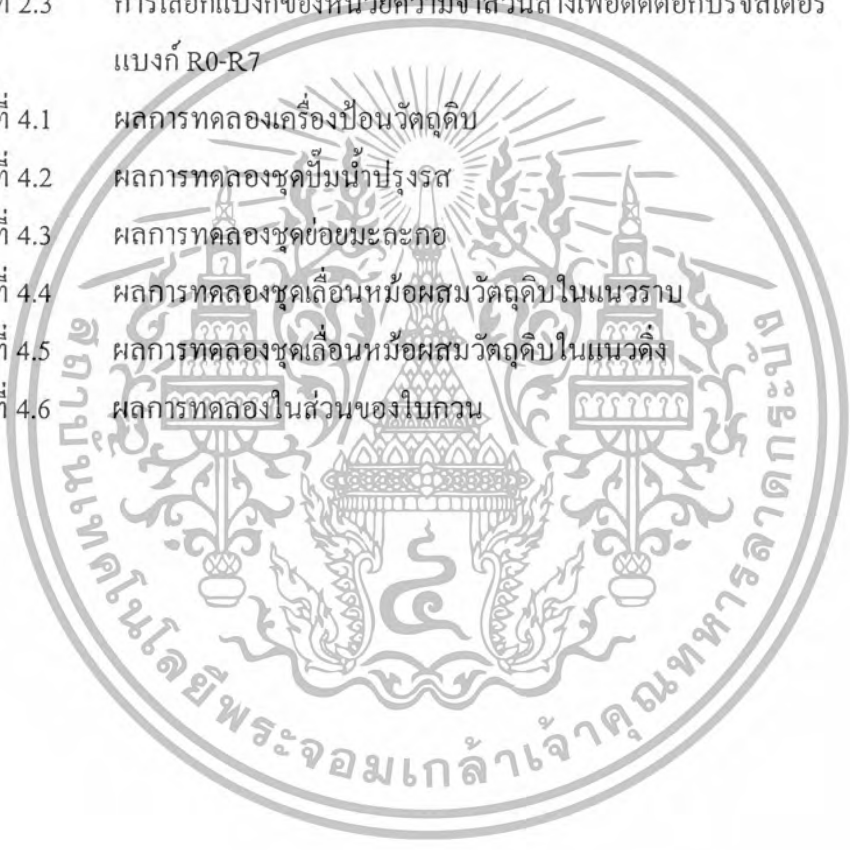 ที่ 2.3 การเลือกแบงก์ของหน่วยความจำส่วนล่างเพื่อติดต่อกับรีจิสเตอร์
แบงก์ R0-R7
ที่ 4.1 ผลการทดลองเครื่องป้อนวัตถุดิบ
ที่ 4.2 ผลการทดลองชุดปั๊มน้ำปรุงรส
ที่ 4.3 ผลการทดลองชุดย่อยมะละกอ
ที่ 4.4 ผลการทดลองชุดเลื่อนหม้อผสมวัตถุดิบในแนวราบ
ที่ 4.5 ผลการทดลองชุดเลื่อนหม้อผสมวัตถุดิบในแนวดิ่ง
ที่ 4.6 ผลการทดลองในส่วนของใบกวน
สถาบันเทคโนโลยีพระจอมเกล้าเจ้าคุณทหารลาดกระบัง